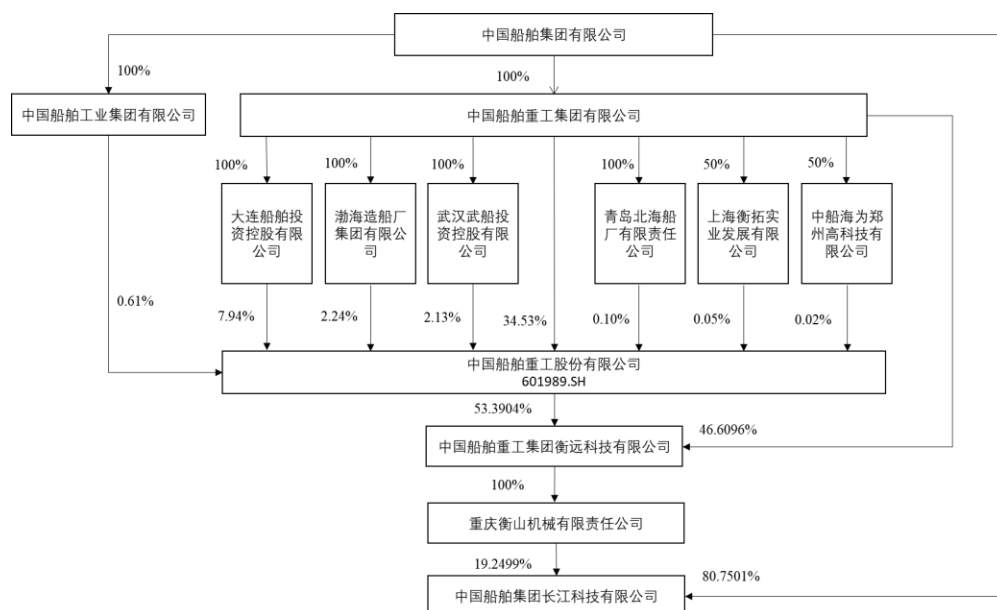 中国船舶集团有限公司
100%
100%
中国船舶工业集团有限公司
中国船舶重工集团有限公司
100%
100%
100%
100%
50%
50%
大连船舶投
资控股有限
公司
渤海造船厂
集团有限公
司
武汉武船投
资控股有限
公司
青岛北海船
厂有限责任
公司
上海衡拓实
业发展有限
公司
中船海为郑
州高科技有
限公司
0.61%
7.94%
2.24%
2.13%
34.53%
0.10%
0.05%
0.02%
中国船舶重工股份有限公司
601989.SH
53.3904%
46.6096%
中国船舶重工集团衡远科技有限公司
100%
重庆衡山机械有限责任公司
19.2499%
80.7501%
中国船舶集团长江科技有限公司